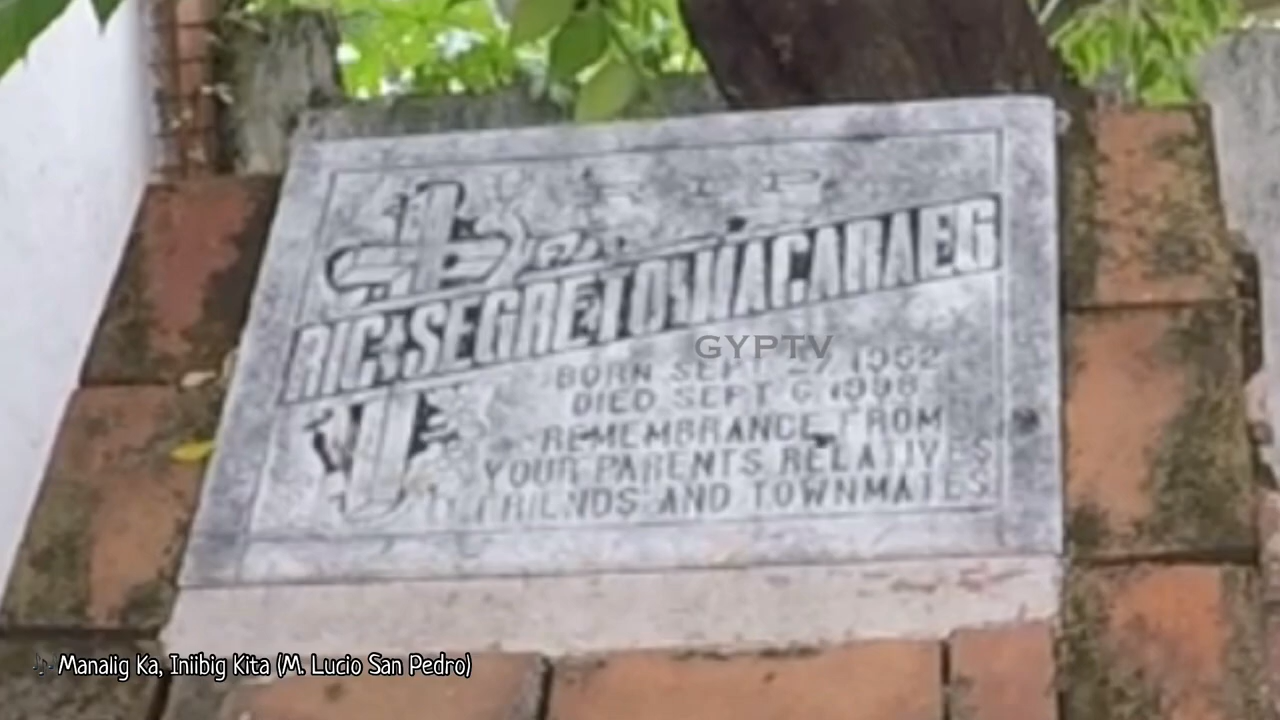 R.I.P.
RIC SEGRETO MACARAEG
GYPTV
BORN SEPT 27 1952
DIED SEPT 6 1998
REMEMBRANCE FROM
YOUR PARENTS RELATIVES
FRIENDS AND TOWNMATES
Manalig Ka, Iniibig Kita (M. Lucio San Pedro)